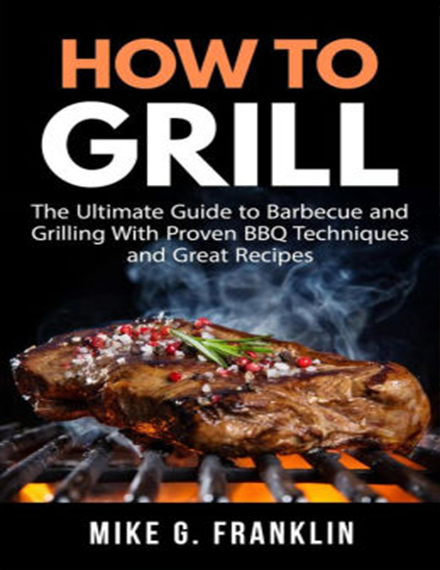 HOW TO
GRILL
The Ultimate Guide to Barbecue and
Grilling With Proven BBQ Techniques
and Great Recipes
MIKE G. FRANKLIN